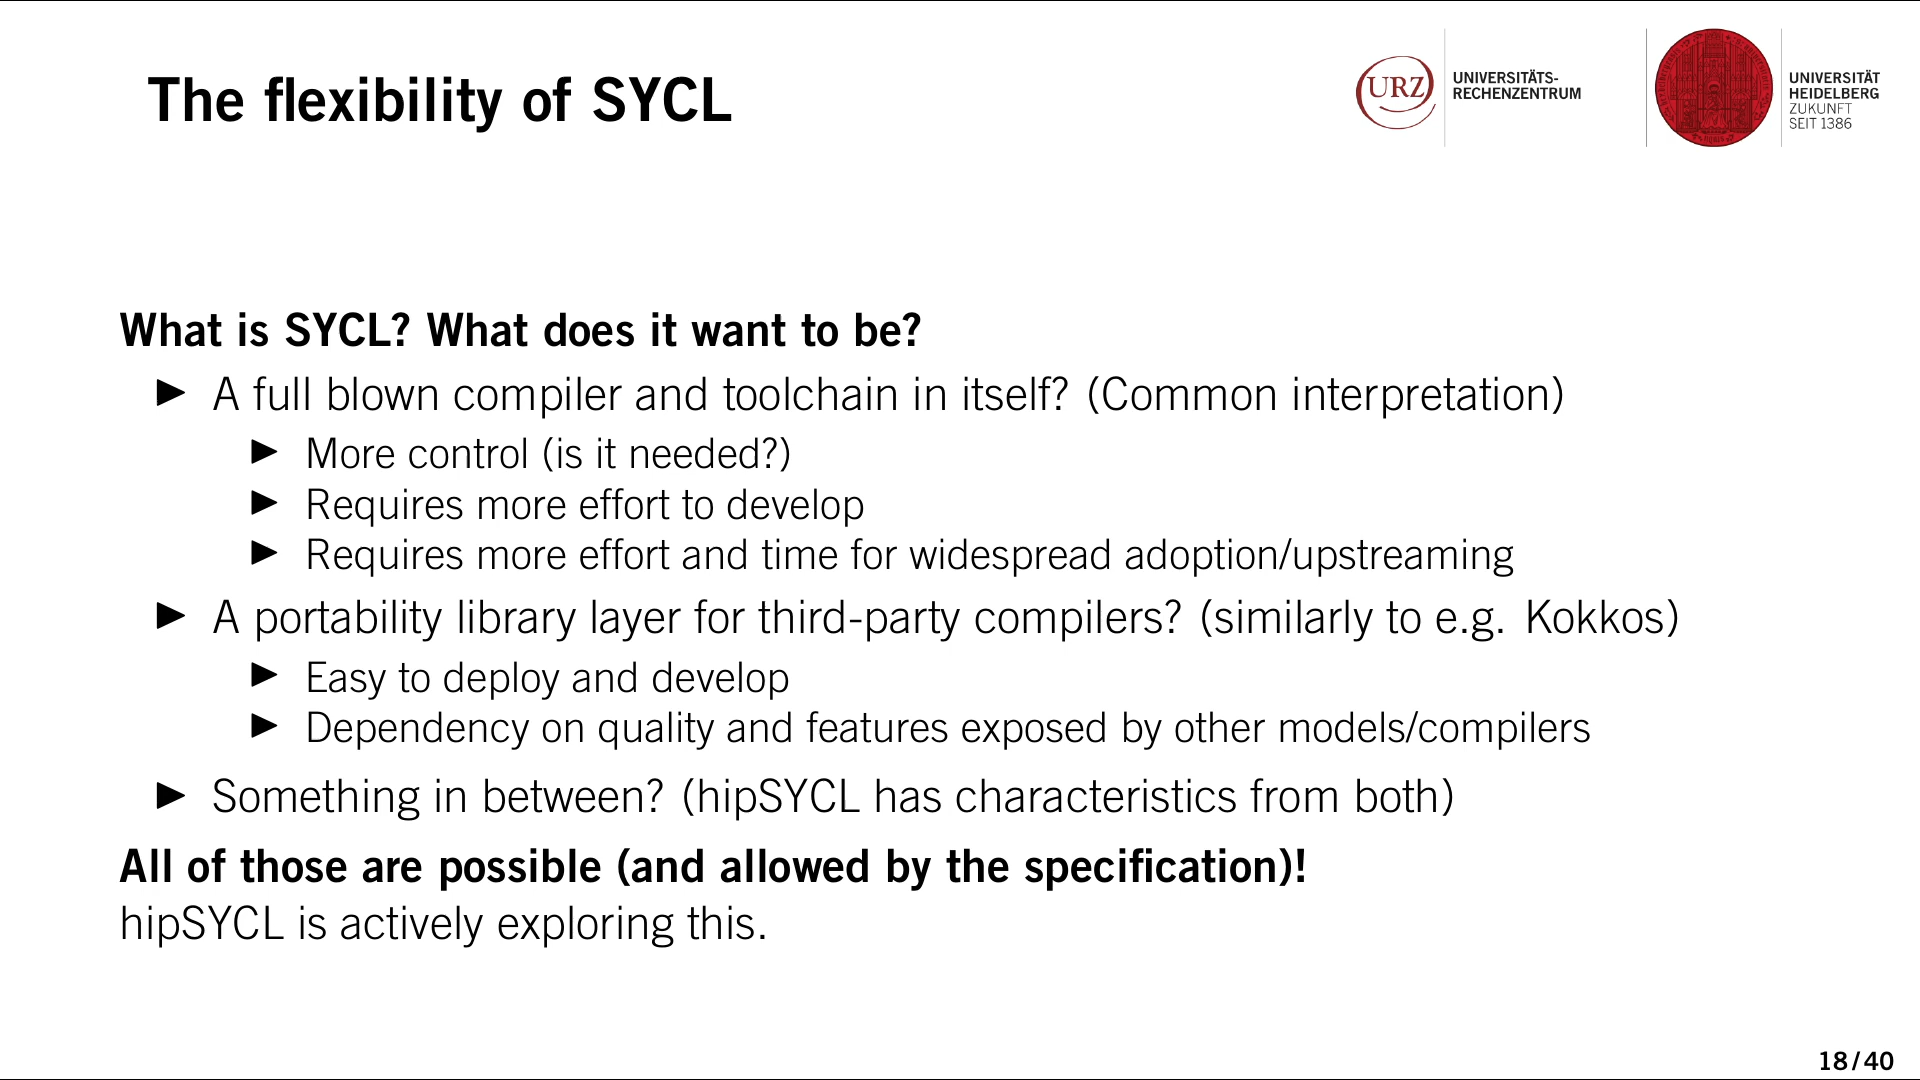 The flexibility of SYCL
URZ
UNIVERSITÄTS-
RECHENZENTRUM
UNIVERSITÄT
HEIDELBERG
ZUKUNFT
SEIT 1386
What is SYCL? What does it want to be?
▶ A full blown compiler and toolchain in itself? (Common interpretation)
▶ More control (is it needed?)
▶ Requires more effort to develop
▶ Requires more effort and time for widespread adoption/upstreaming
▶ A portability library layer for third-party compilers? (similarly to e.g. Kokkos)
▶ Easy to deploy and develop
▶ Dependency on quality and features exposed by other models/compilers
▶ Something in between? (hipSYCL has characteristics from both)
All of those are possible (and allowed by the specification)!
hipSYCL is actively exploring this.
18/40